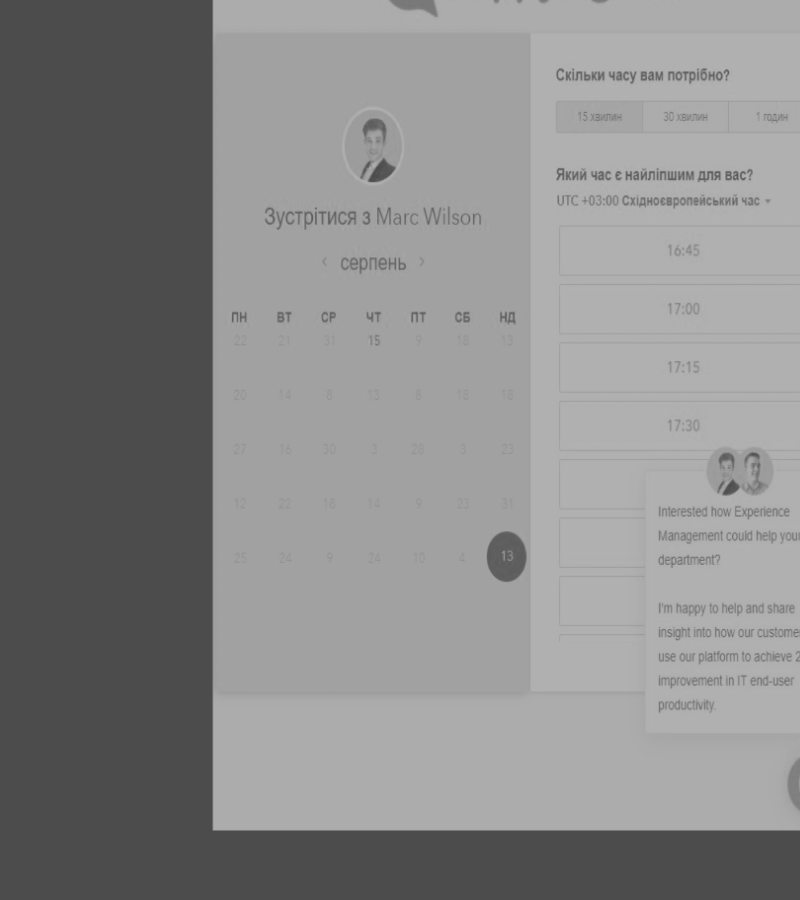 Зустрітися з Marc Wilson
‹ серпень ›
ПН ВТ СР ЧТ ПТ СБ НД
22 21 31 15 9 18 13
20 14 8 13 8 18 18
27 16 30 3 28 3 23
12 22 18 14 9 23 31
25 24 9 24 10 4 13
Скільки часу вам потрібно?
15 хвилин 30 хвилин 1 годин
Який час є найліпшим для вас?
UTC +03:00 Східноєвропейський час
16:45
17:00
17:15
17:30
Interested how Experience
Management could help your
department?
I'm happy to help and share
insight into how our custome
use our platform to achieve 2
improvement in IT end-user
productivity.